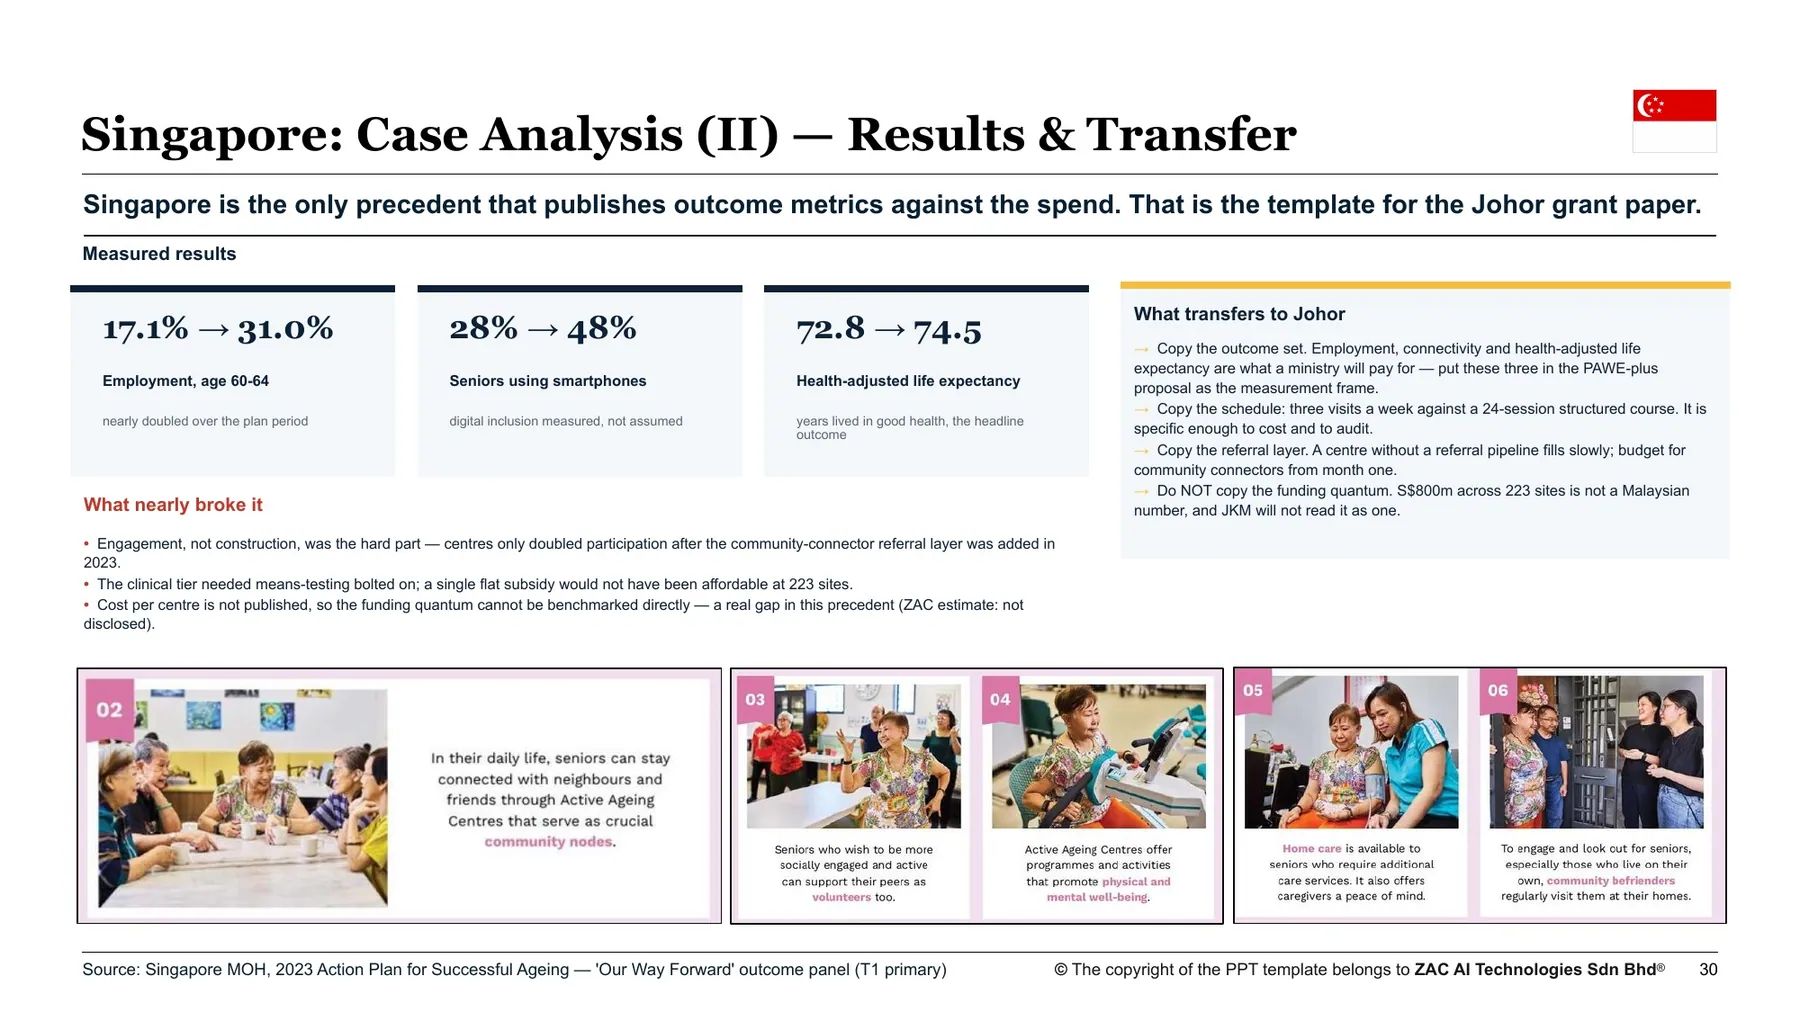 Singapore: Case Analysis (II) — Results & Transfer
Singapore is the only precedent that publishes outcome metrics against the spend. That is the template for the Johor grant paper.
Measured results
17.1% → 31.0%
Employment, age 60-64
nearly doubled over the plan period
28% → 48%
Seniors using smartphones
digital inclusion measured, not assumed
72.8 → 74.5
Health-adjusted life expectancy
years lived in good health, the headline
outcome
What transfers to Johor
→ Copy the outcome set. Employment, connectivity and health-adjusted life
expectancy are what a ministry will pay for — put these three in the PAWE-plus
proposal as the measurement frame.
→ Copy the schedule: three visits a week against a 24-session structured course. It is
specific enough to cost and to audit.
→ Copy the referral layer. A centre without a referral pipeline fills slowly; budget for
community connectors from month one.
→ Do NOT copy the funding quantum. S$800m across 223 sites is not a Malaysian
number, and JKM will not read it as one.
What nearly broke it
• Engagement, not construction, was the hard part — centres only doubled participation after the community-connector referral layer was added in
2023.
• The clinical tier needed means-testing bolted on; a single flat subsidy would not have been affordable at 223 sites.
• Cost per centre is not published, so the funding quantum cannot be benchmarked directly — a real gap in this precedent (ZAC estimate: not
disclosed).
02
In their daily life, seniors can stay
connected with neighbours and
friends through Active Ageing
Centres that serve as crucial
community nodes.
03
Seniors who wish to be more
socially engaged and active
can support their peers as
volunteers too.
04
Active Ageing Centres offer
programmes and activities
that promote physical and
mental well-being.
05
Home care is available to
seniors who require additional
care services. It also offers
caregivers a peace of mind.
06
To engage and look out for seniors,
especially those who live on their
own, community befrienders
regularly visit them at their homes.
Source: Singapore MOH, 2023 Action Plan for Successful Ageing — 'Our Way Forward' outcome panel (T1 primary)
© The copyright of the PPT template belongs to ZAC AI Technologies Sdn Bhd®
30